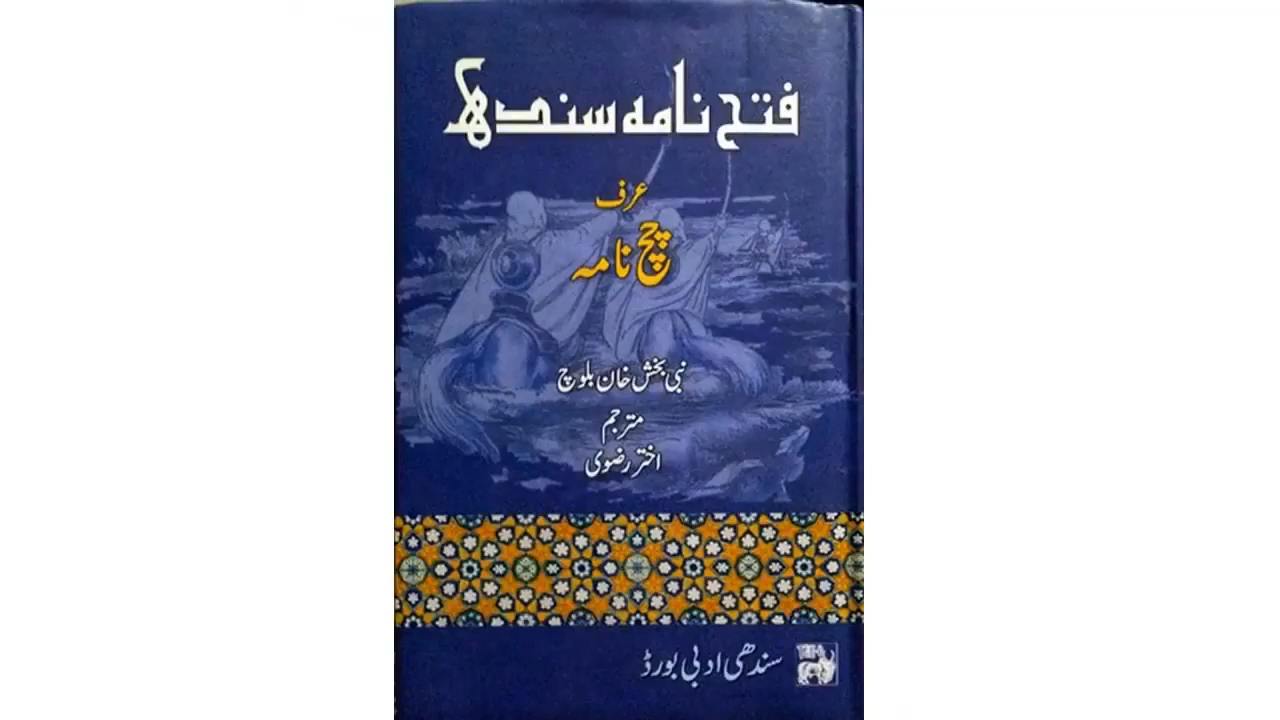 فتح نامہ سندھ
عرف
چچ نامہ
نبی بخش خان بلوچ
مترجم
اختر رضوی
سندھی ادبی بورڈ